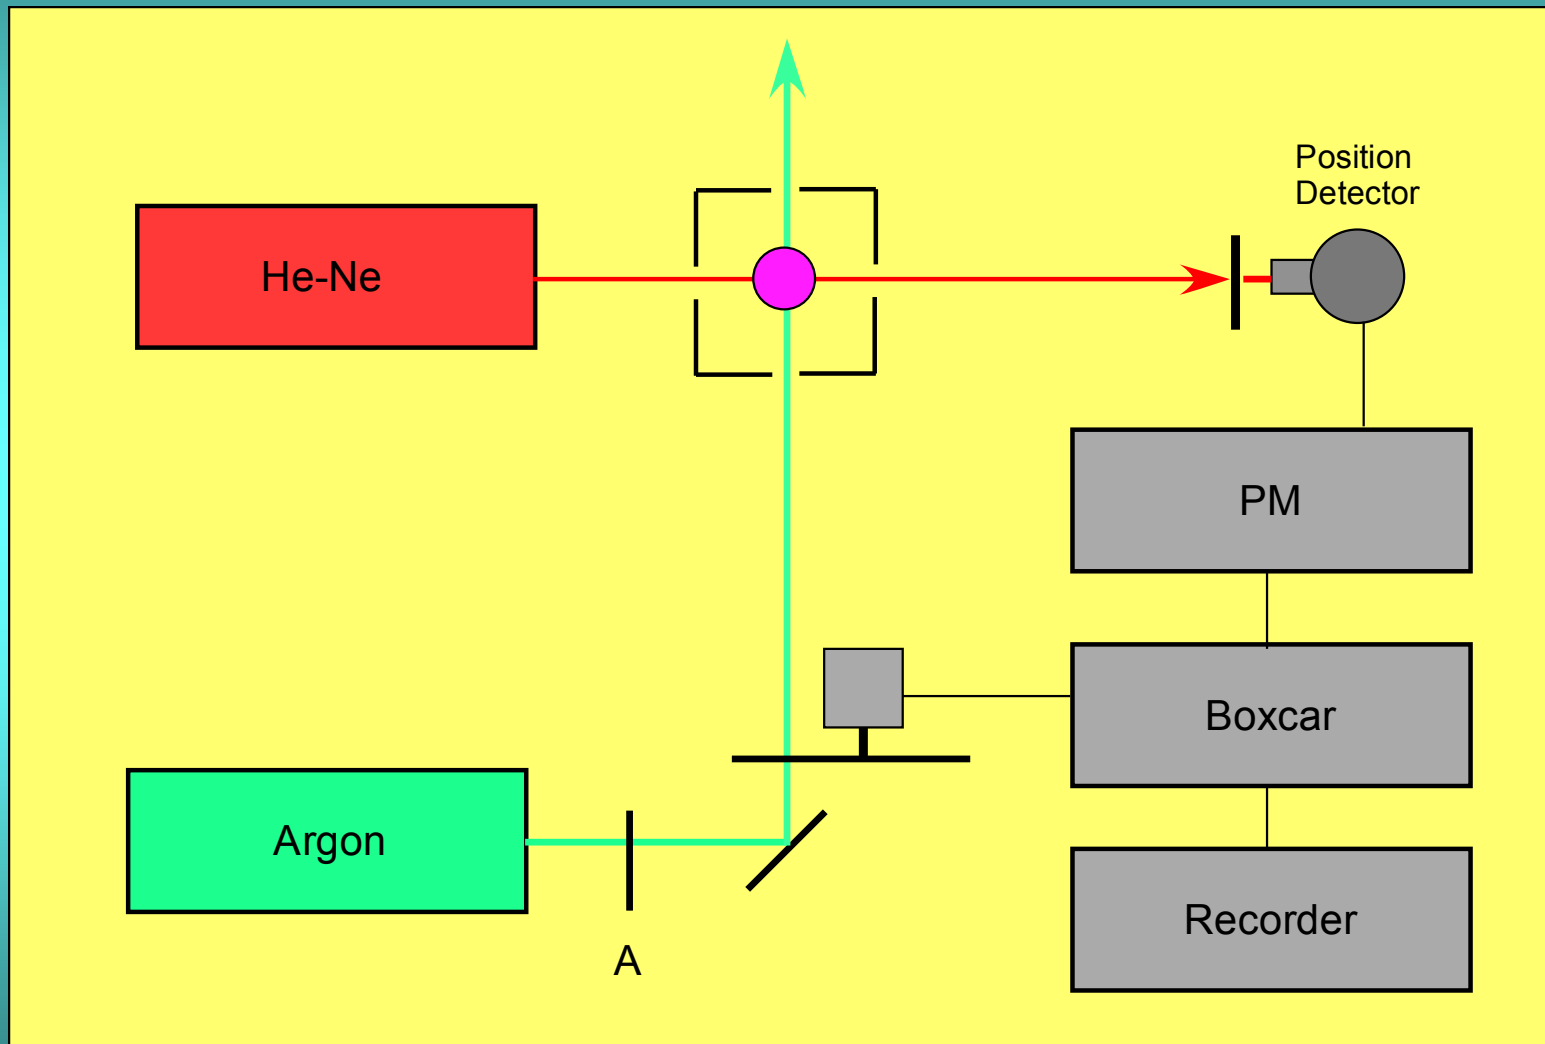 Position
Detector
He-Ne
PM
Boxcar
Argon
Recorder
A